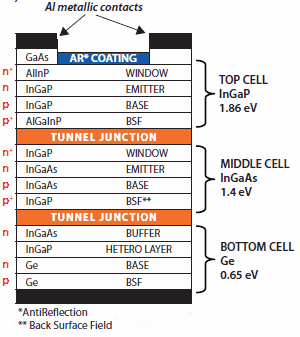 Al metallic contacts
GaAs AR* COATING
n+ AlInP WINDOW
n InGaP EMITTER
p InGaP BASE
p+ AlGaInP BSF
TOP CELL
InGaP
1.86 eV
TUNNEL JUNCTION
n+ InGaP WINDOW
n InGaAs EMITTER
p InGaAs BASE
p+ InGaP BSF**
MIDDLE CELL
InGaAs
1.4 eV
TUNNEL JUNCTION
n InGaAs BUFFER
InGaP HETERO LAYER
n Ge BASE
p Ge BSF
BOTTOM CELL
Ge
0.65 eV
*AntiReflection
** Back Surface Field